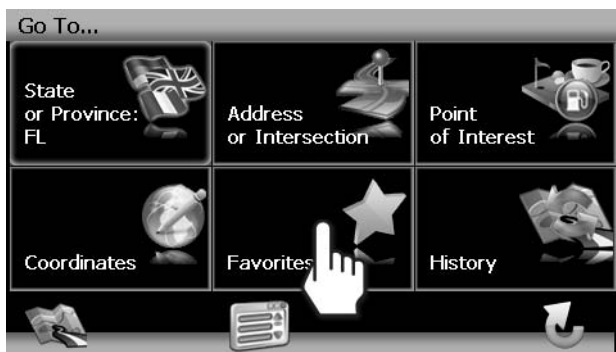 Go To...
State
or Province:
FL
Address
or Intersection
Point
of Interest
Coordinates
Favorites
History